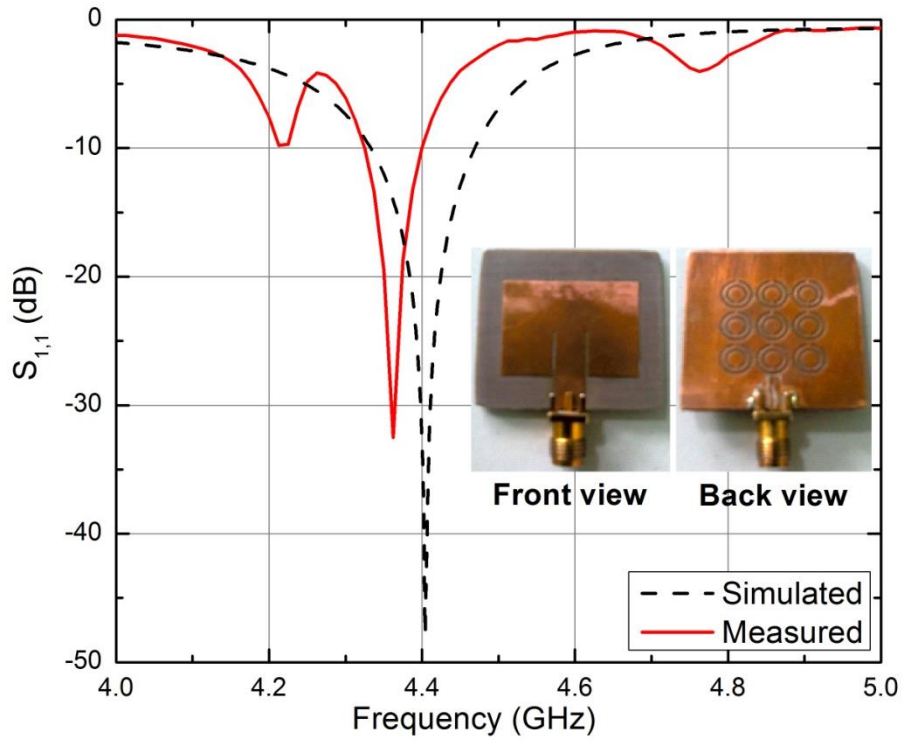 0
-10
-20
-30
-40
-50
S1,1 (dB)
4.0 4.2 4.4 4.6 4.8 5.0
Frequency (GHz)
Front view Back view
Simulated
Measured